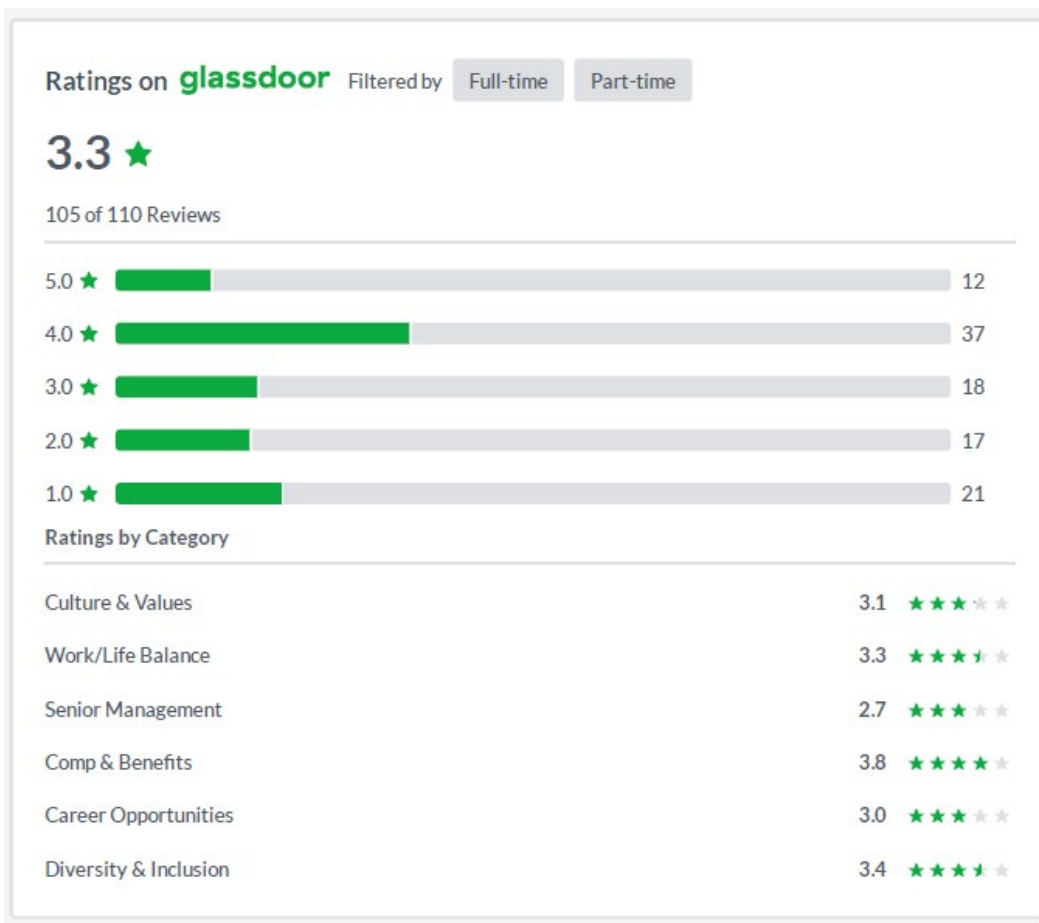 Ratings on glassdoor Filtered by Full-time Part-time
3.3
105 of 110 Reviews
5.0 12
4.0 37
3.0 18
2.0 17
1.0 21
Ratings by Category
Culture & Values 3.1
Work/Life Balance 3.3
Senior Management 2.7
Comp & Benefits 3.8
Career Opportunities 3.0
Diversity & Inclusion 3.4